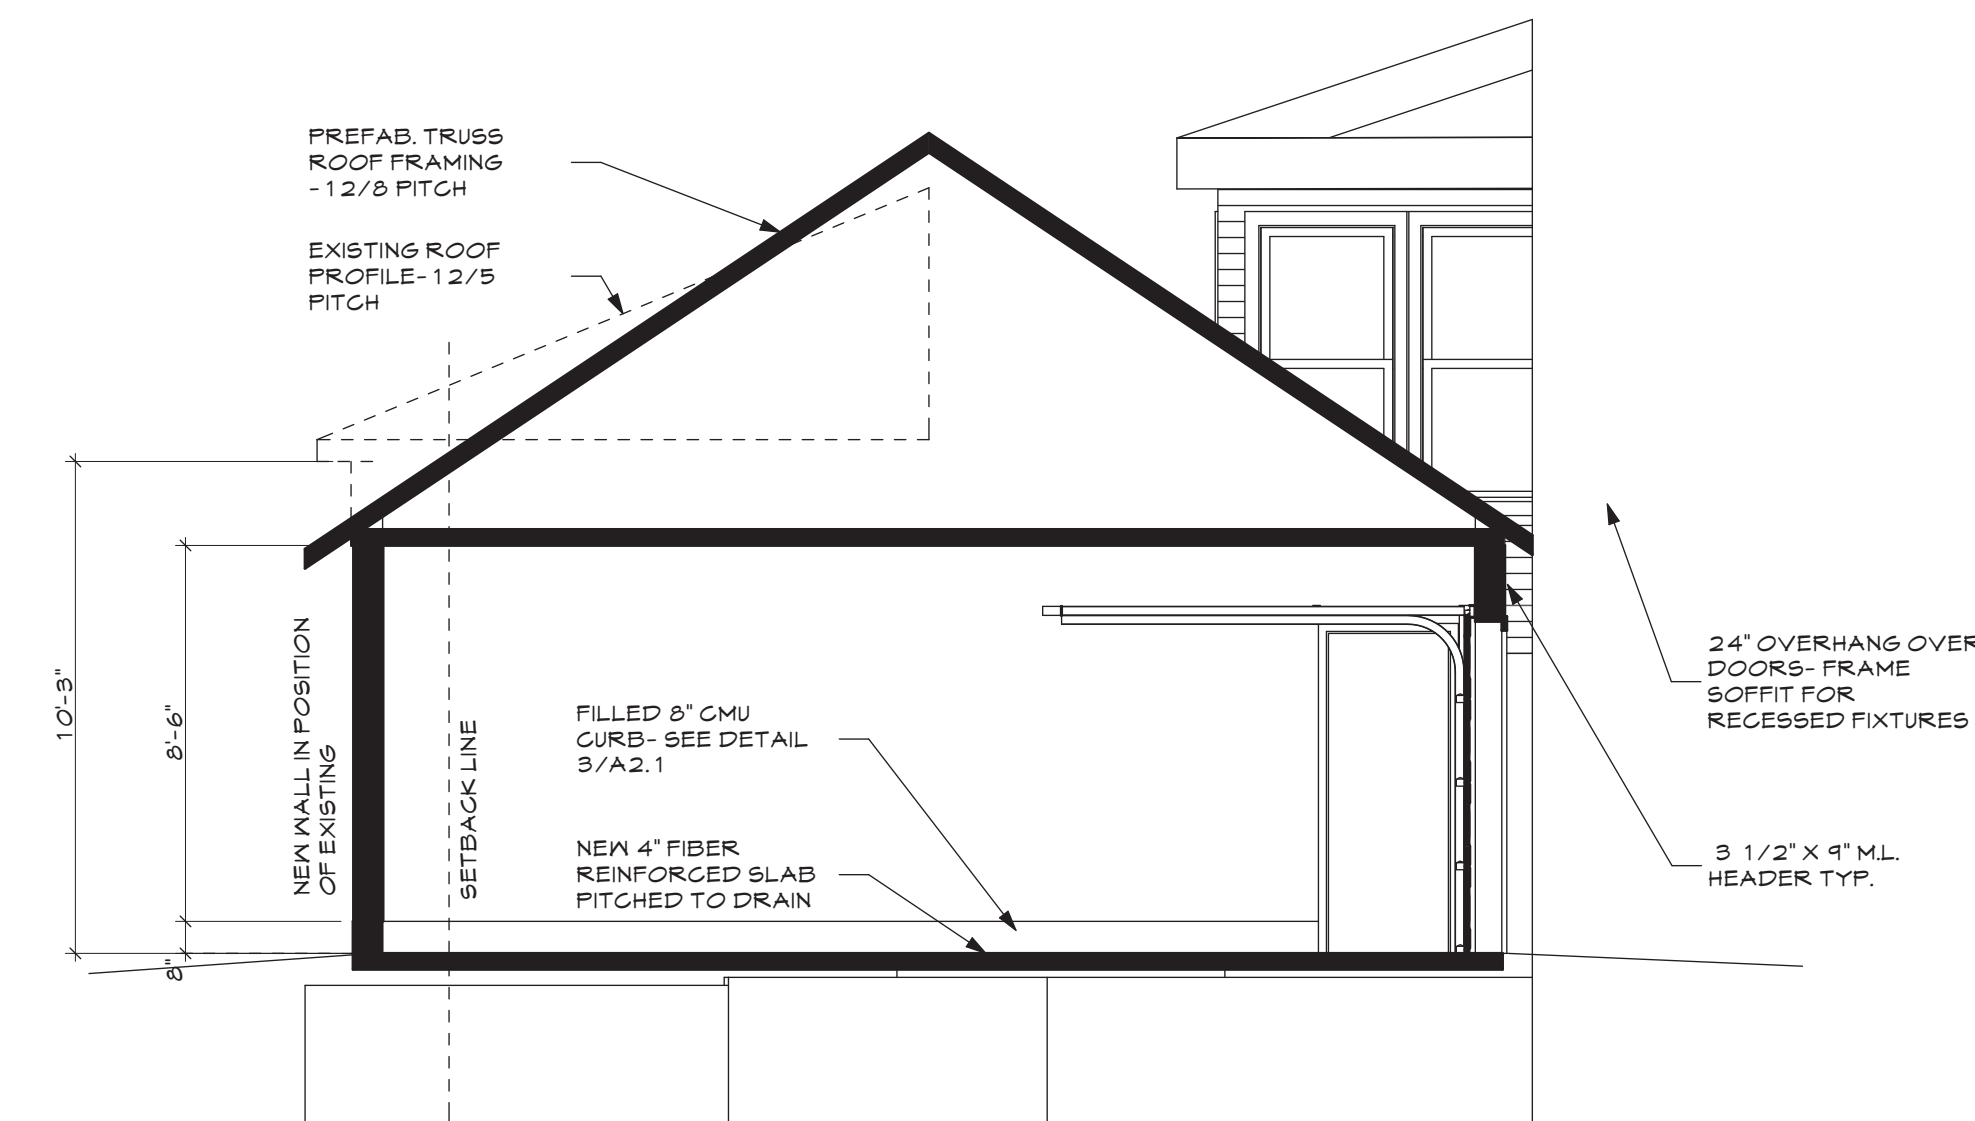 PREFAB. TRUSS
ROOF FRAMING
-12/8 PITCH
EXISTING ROOF
PROFILE-12/5
PITCH
10'-3"
8'-6"
8"
NEW WALL IN POSITION
OF EXISTING
SETBACK LINE
FILLED 8" CMU
CURB- SEE DETAIL
3/A2.1
NEW 4" FIBER
REINFORCED SLAB
PITCHED TO DRAIN
24" OVERHANG OVER
DOORS- FRAME
SOFFIT FOR
RECESSED FIXTURES
3 1/2" X 9" M.L.
HEADER TYP.